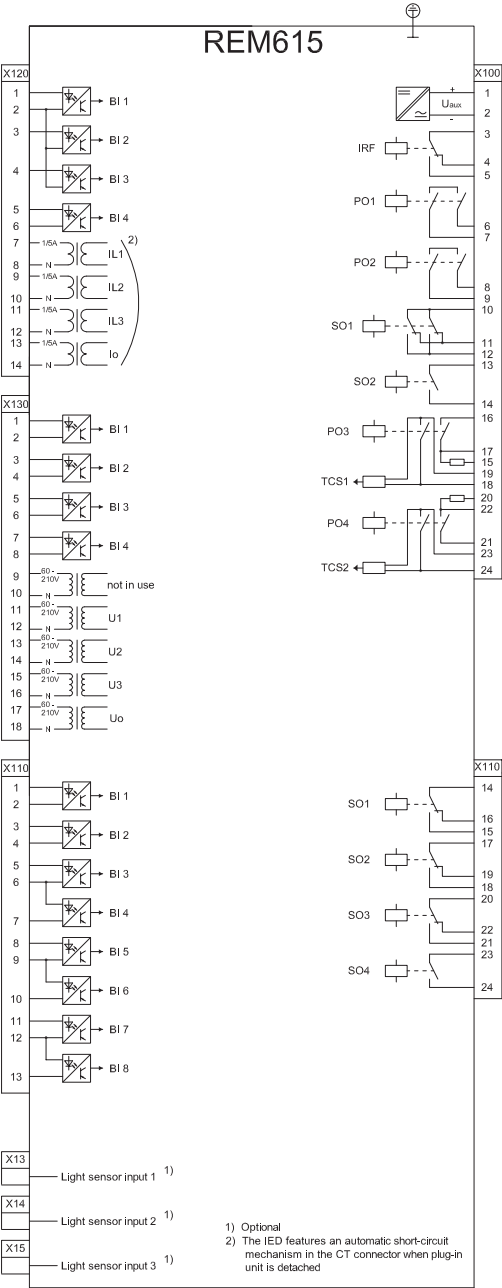 REM615
X120
1
2
BI 1
3
BI 2
4
BI 3
5
6
BI 4
7
1/5A
2)
8
N
IL1
9
1/5A
10
N
IL2
11
1/5A
12
N
IL3
13
1/5A
14
N
Io
X130
1
2
BI 1
3
4
BI 2
5
6
BI 3
7
8
BI 4
9
60-
210V
10
N
not in use
11
60-
210V
12
N
U1
13
60-
210V
14
N
U2
15
60-
210V
16
N
U3
17
60-
210V
18
N
Uo
X110
1
2
BI 1
3
4
BI 2
5
6
BI 3
7
BI 4
8
9
BI 5
10
BI 6
11
12
BI 7
13
BI 8
X13
Light sensor input 1 1)
X14
Light sensor input 2 1)
X15
Light sensor input 3 1)
X100
1
+
Uaux
2
-
3
IRF
4
5
PO1
6
7
PO2
8
9
10
SO1
11
12
13
SO2
14
16
PO3
17
15
19
TCS1
18
20
22
PO4
21
23
TCS2
24
X110
14
SO1
16
15
17
SO2
19
18
20
SO3
22
21
23
SO4
24
1) Optional
2) The IED features an automatic short-circuit
mechanism in the CT connector when plug-in
unit is detached